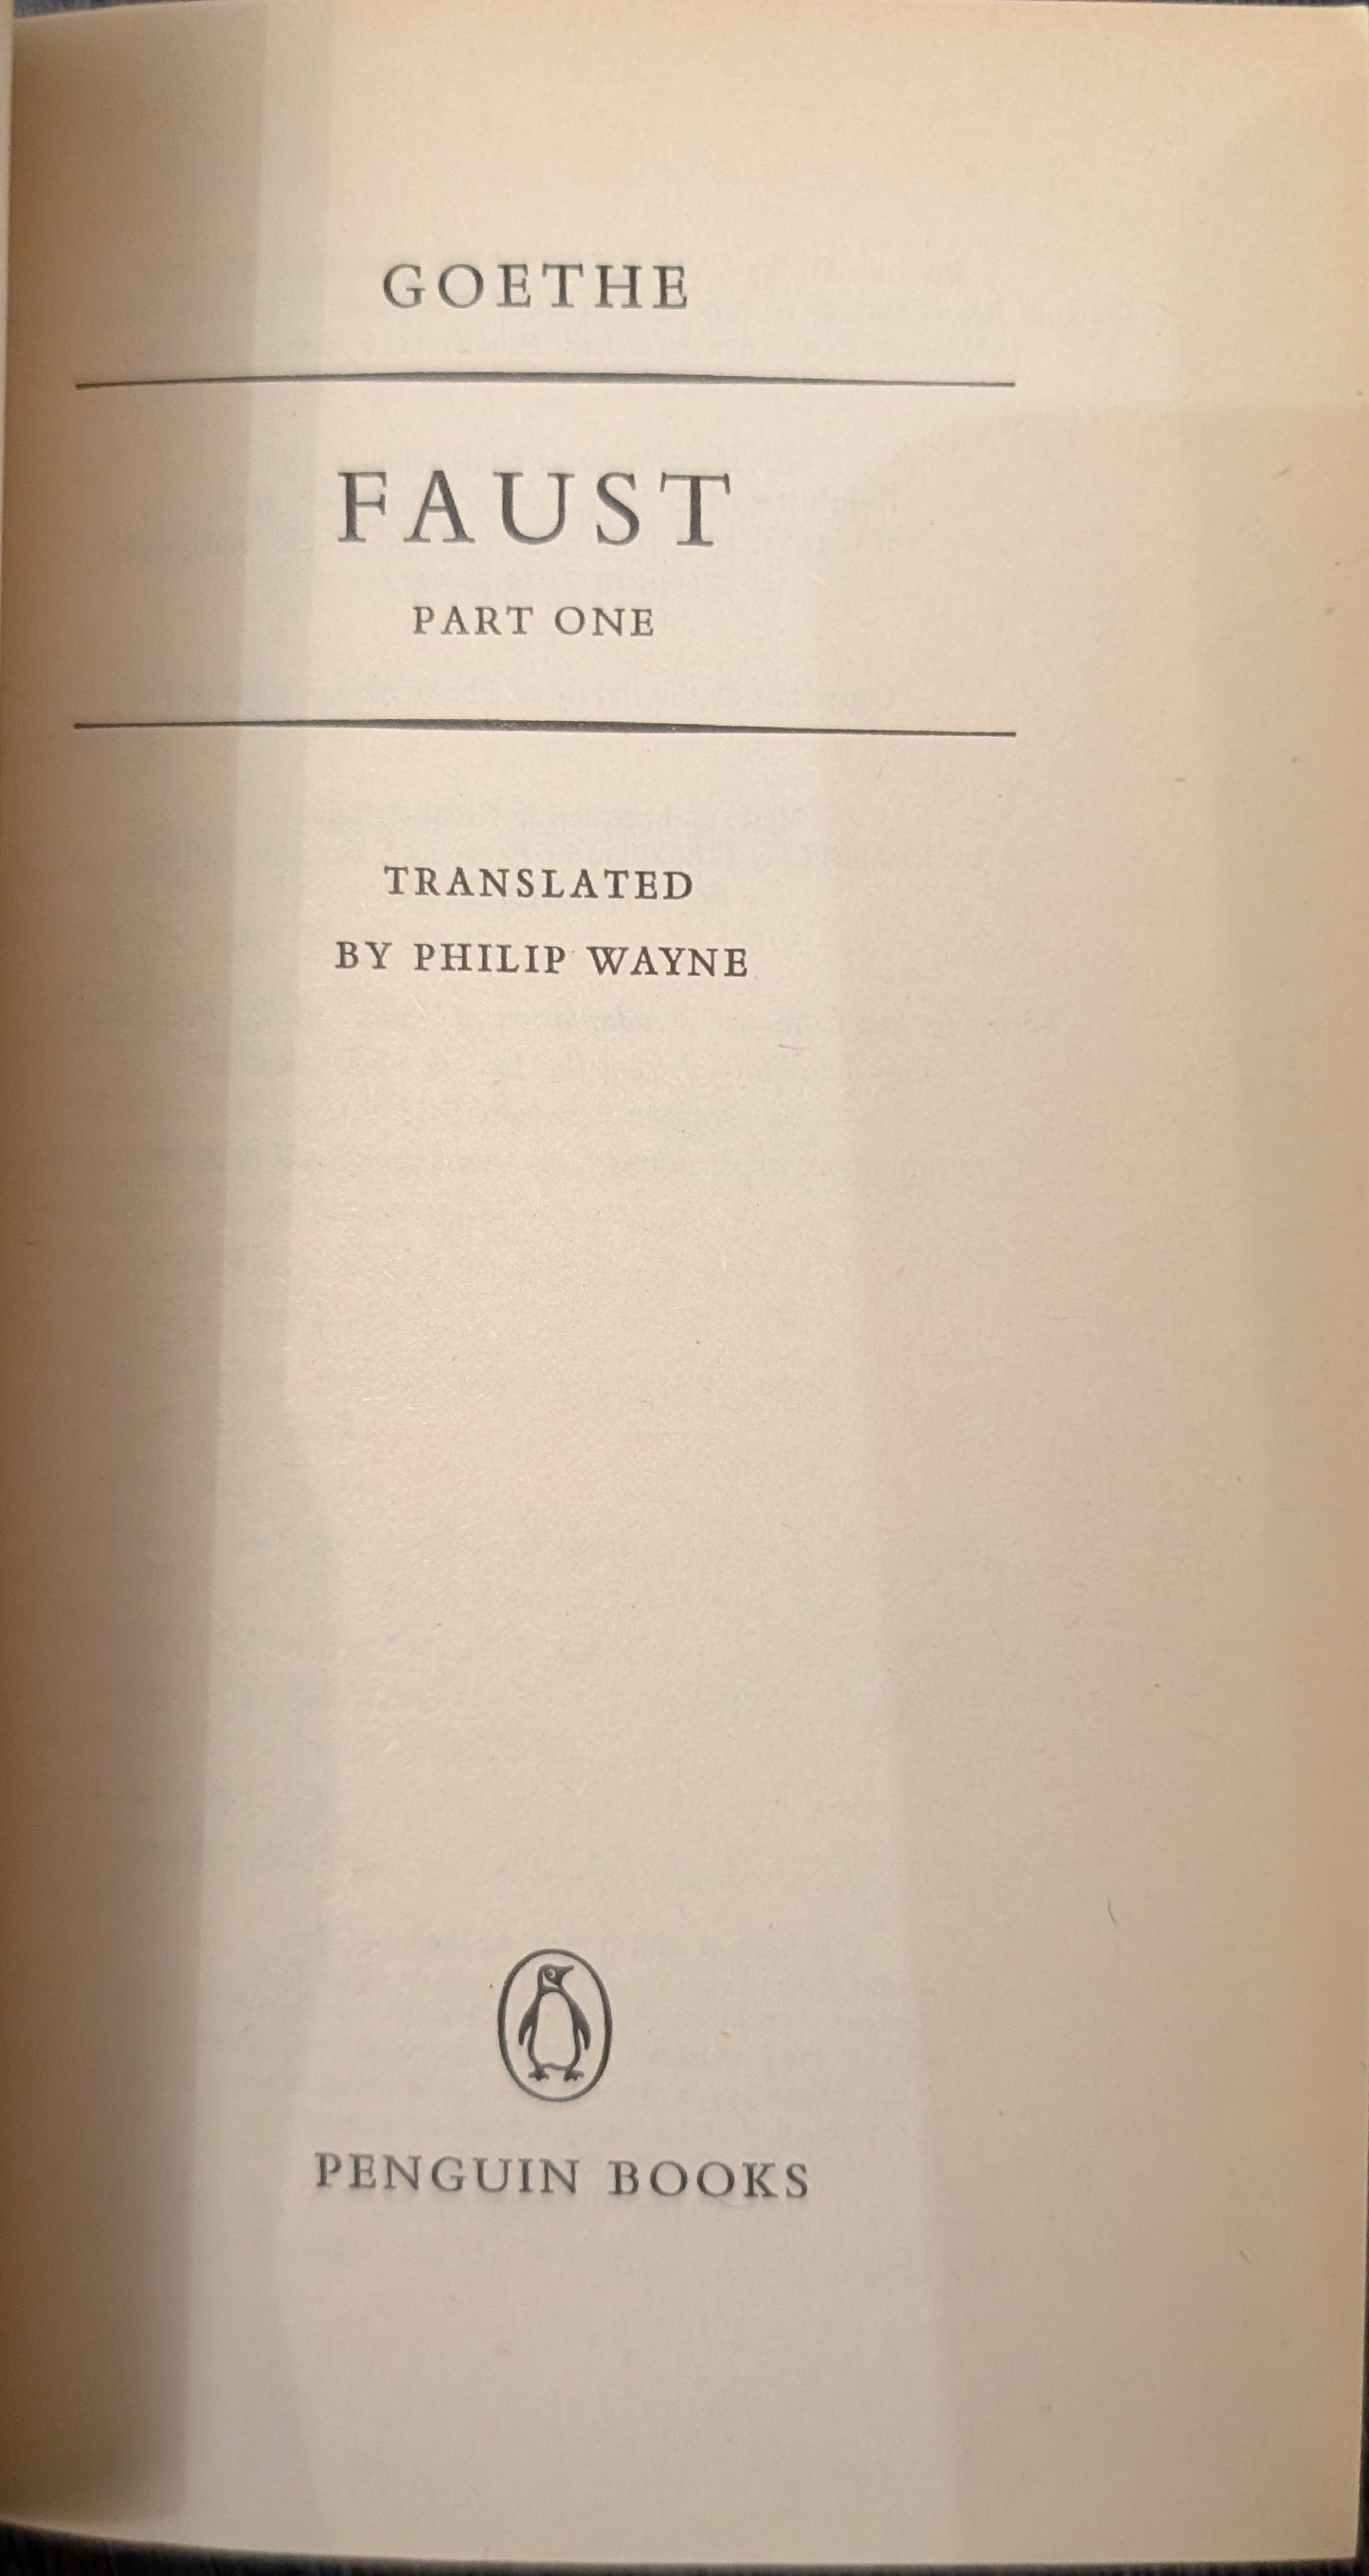 GOETHE
FAUST
PART ONE
TRANSLATED
BY PHILIP WAYNE
PENGUIN BOOKS